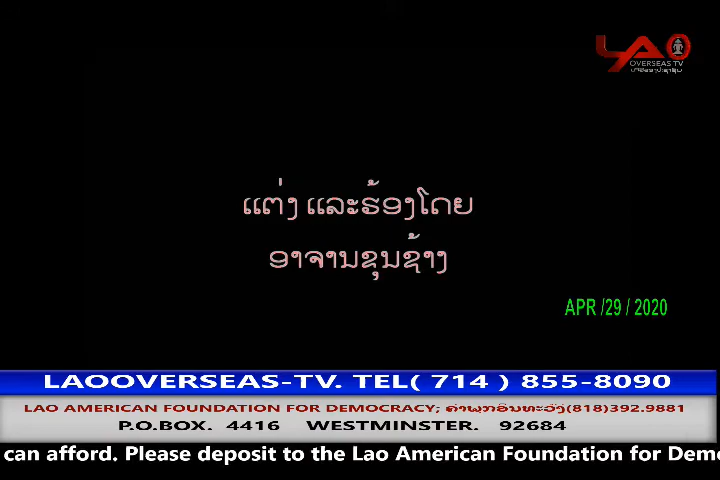 LAO
OVERSEAS TV
ແຕ່ງ ແລະຮ້ອງໂດຍ
ອາຈານຂຸນຊ້າງ
APR /29 / 2020
LAOOVERSEAS-TV. TEL( 714 ) 855-8090
LAO AMERICAN FOUNDATION FOR DEMOCRACY; (818)392.9881
P.O.BOX. 4416 WESTMINSTER. 92684
can afford. Please deposit to the Lao American Foundation for Demo